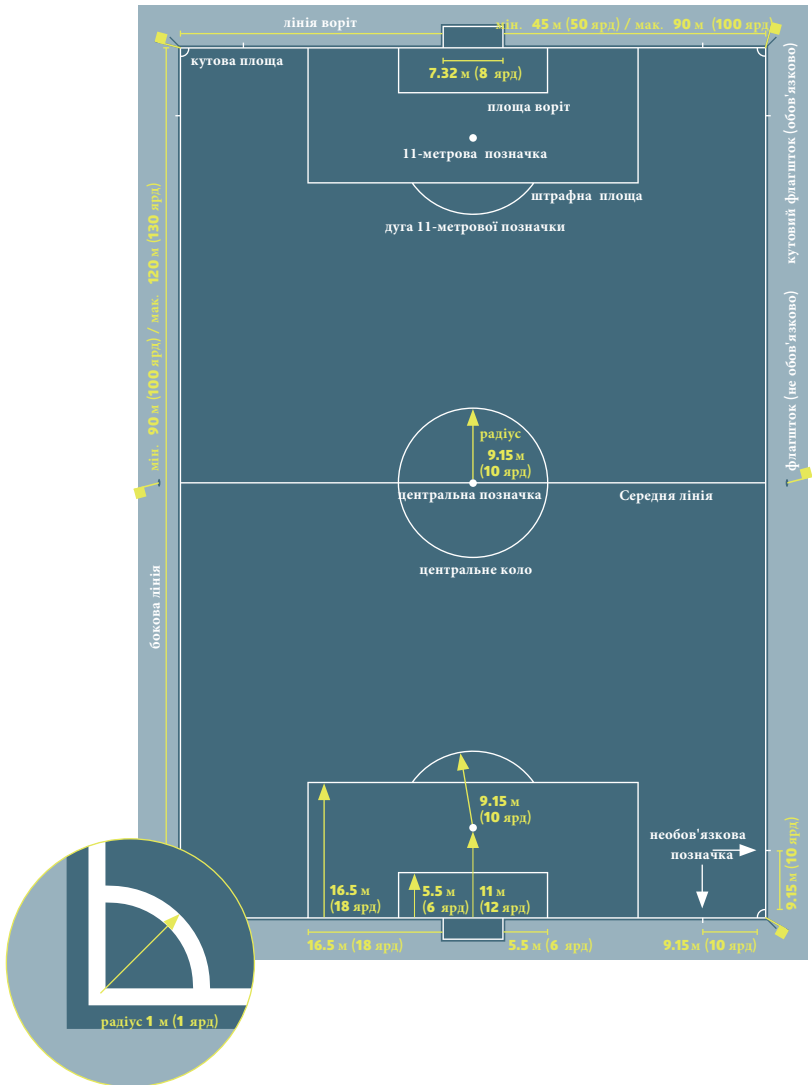 лінія воріт
мін. 45 м (50 ярд) / мак. 90 м (100 ярд)
кутова площа
7.32 м (8 ярд)
площа воріт
11-метрова позначка
штрафна площа
дуга 11-метрової позначки
кутовий флагшток (обов'язково)
мін. 90 м (100 ярд) / мак. 120 м (130 ярд)
флагшток (не обов'язково)
радіус
9.15 м
(10 ярд)
центральна позначка
Середня лінія
центральне коло
бокова лінія
9.15 м
(10 ярд)
необов'язкова
позначка
9.15 м (10 ярд)
16.5 м
(18 ярд)
5.5 м
(6 ярд)
11 м
(12 ярд)
16.5 м (18 ярд)
5.5 м (6 ярд)
9.15 м (10 ярд)
радіус 1 м (1 ярд)